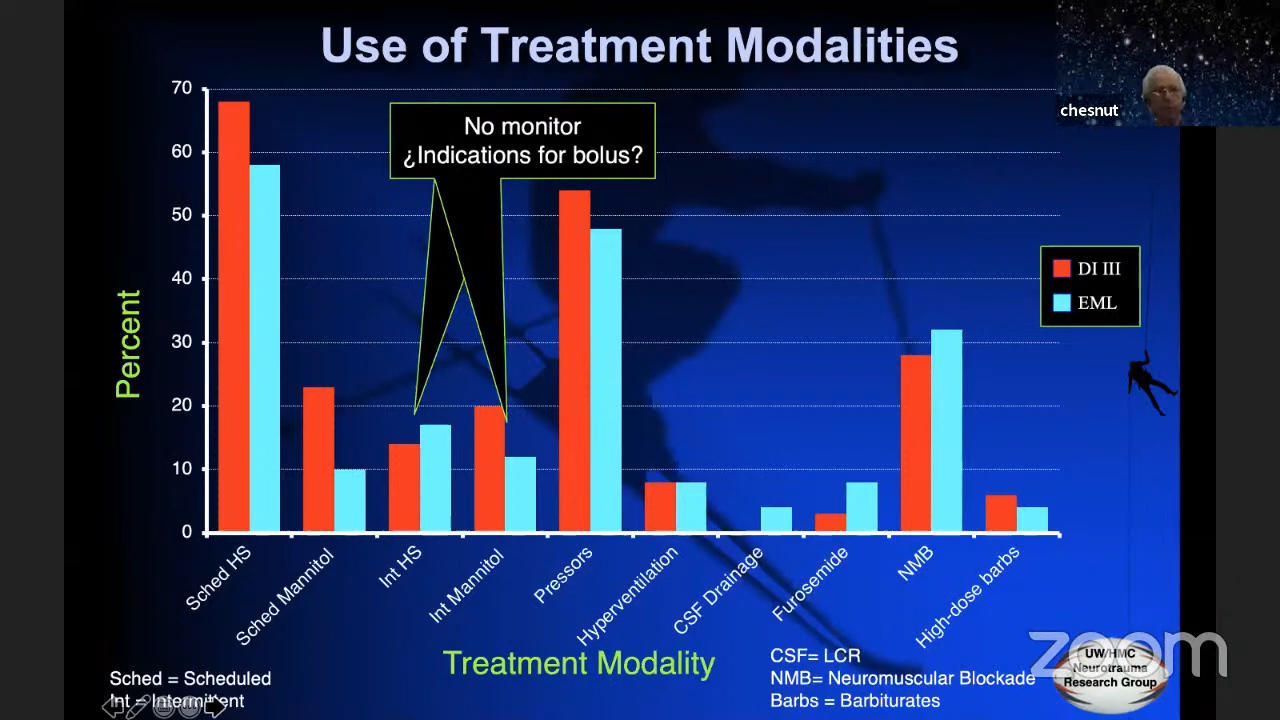 Use of Treatment Modalities
chesnut
No monitor
¿Indications for bolus?
70
60
50
40
30
20
10
0
Percent
DI III
EML
Sched HS
Sched Mannitol
Int HS
Int Mannitol
Pressors
Hyperventilation
CSF Drainage
Furosemide
NMB
High-dose barbs
Treatment Modality
Sched = Scheduled
Int = Intermittent
CSF= LCR
NMB= Neuromuscular Blockade
Barbs = Barbiturates
zoom
UW/HMC
Neurotrauma
Research Group